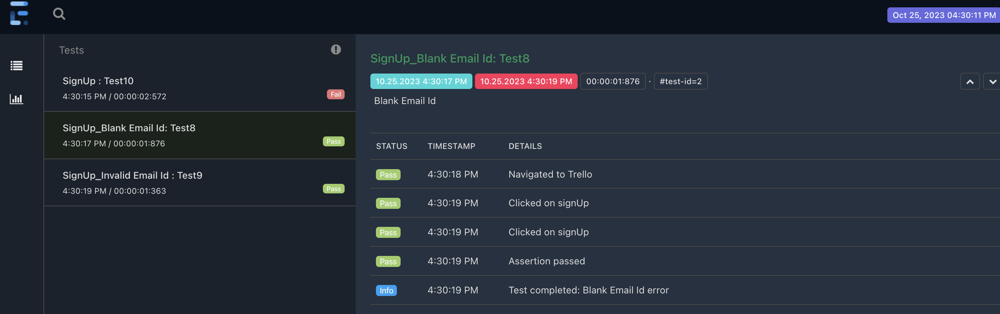 Oct 25, 2023 04:30:11 PM
Tests
SignUp : Test10
4:30:15 PM / 00:00:02:572
Fail
SignUp_Blank Email Id: Test8
4:30:17 PM / 00:00:01:876
Pass
SignUp_Invalid Email Id : Test9
4:30:19 PM / 00:00:01:363
Pass
SignUp_Blank Email Id: Test8
10.25.2023 4:30:17 PM 10.25.2023 4:30:19 PM 00:00:01:876 · #test-id=2
Blank Email Id
STATUS TIMESTAMP DETAILS
Pass 4:30:18 PM Navigated to Trello
Pass 4:30:19 PM Clicked on signUp
Pass 4:30:19 PM Clicked on signUp
Pass 4:30:19 PM Assertion passed
Info 4:30:19 PM Test completed: Blank Email Id error